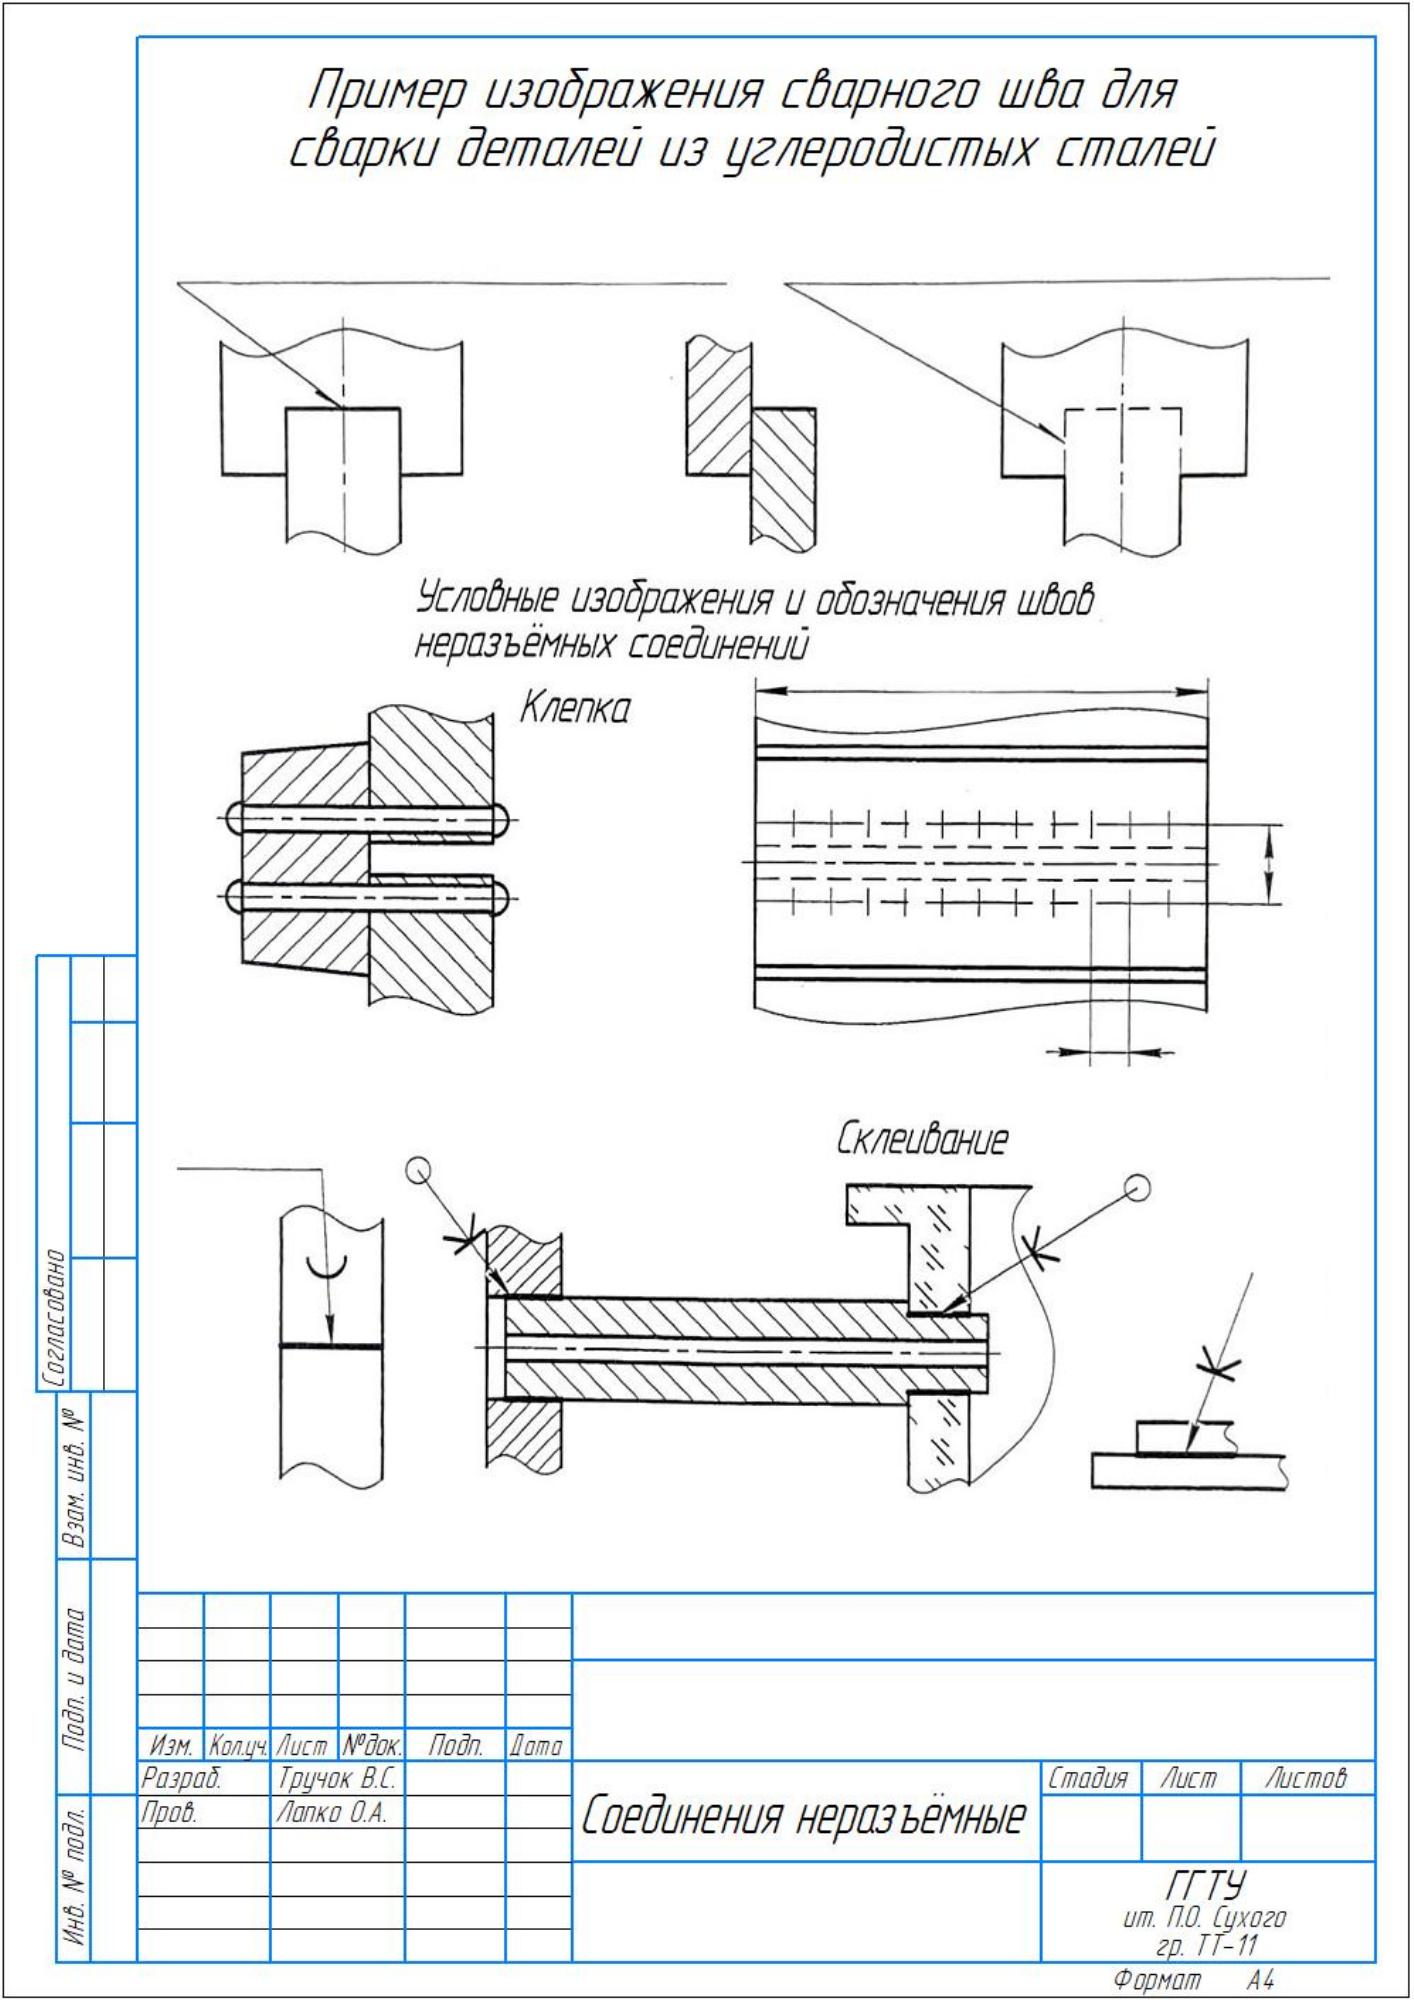 Пример изображения сварного шва для
сварки деталей из углеродистых сталей
Условные изображения и обозначения швов
неразъёмных соединений
Клепка
Склеивание
Согласовано
Взам. инв. №
Подп. и дата
Инв. № подл.
Изм. Кол.уч. Лист №док. Подп. Дата
Разраб. Тручок В.С.
Пров. Лапко О.А.
Соединения неразъёмные
Стадия Лист Листов
ГГТУ
ит. П.О. Сухого
гр. ТТ-11
Формат А4